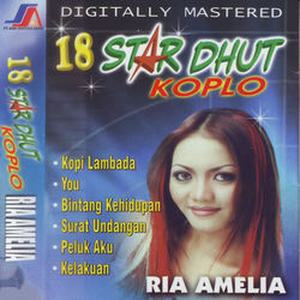 DIGITALLY MASTERED
18 STAR DHUT
KOPLO
• Kopi Lambada
• You
• Bintang Kehidupan
• Surat Undangan
• Peluk Aku
• Kelakuan
RIA AMELIA
18 STAR DHUT
KOPLO
RIA AMELIA